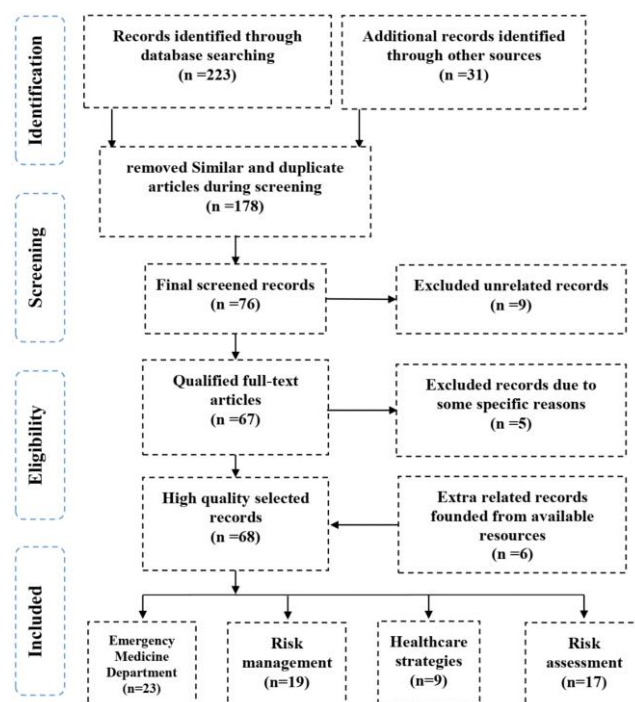 Identification
Records identified through
database searching
(n =223)
Additional records identified
through other sources
(n =31)
removed Similar and duplicate
articles during screening
(n =178)
Screening
Final screened records
(n =76)
Excluded unrelated records
(n =9)
Eligibility
Qualified full-text
articles
(n =67)
Excluded records due to
some specific reasons
(n =5)
High quality selected
records
(n =68)
Extra related records
founded from available
resources
(n =6)
Included
Emergency
Medicine
Department
(n=23)
Risk
management
(n=19)
Healthcare
strategies
(n=9)
Risk
assessment
(n=17)